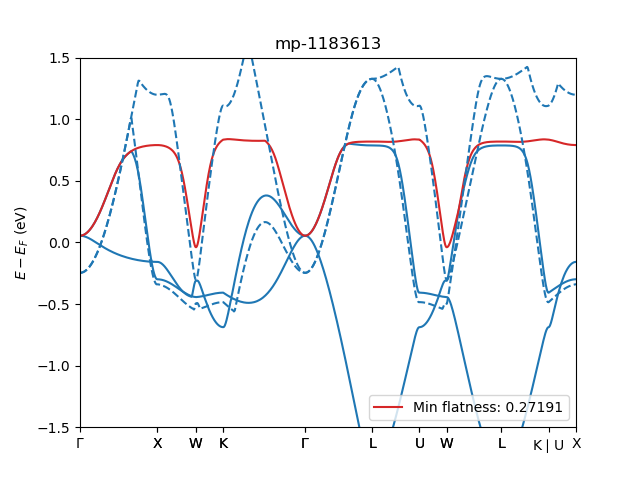 mp-1183613
1.5
1.0
0.5
0.0
−0.5
−1.0
−1.5
E − E_F (eV)
Min flatness: 0.27191
Γ X W K Γ L U W L K | U X